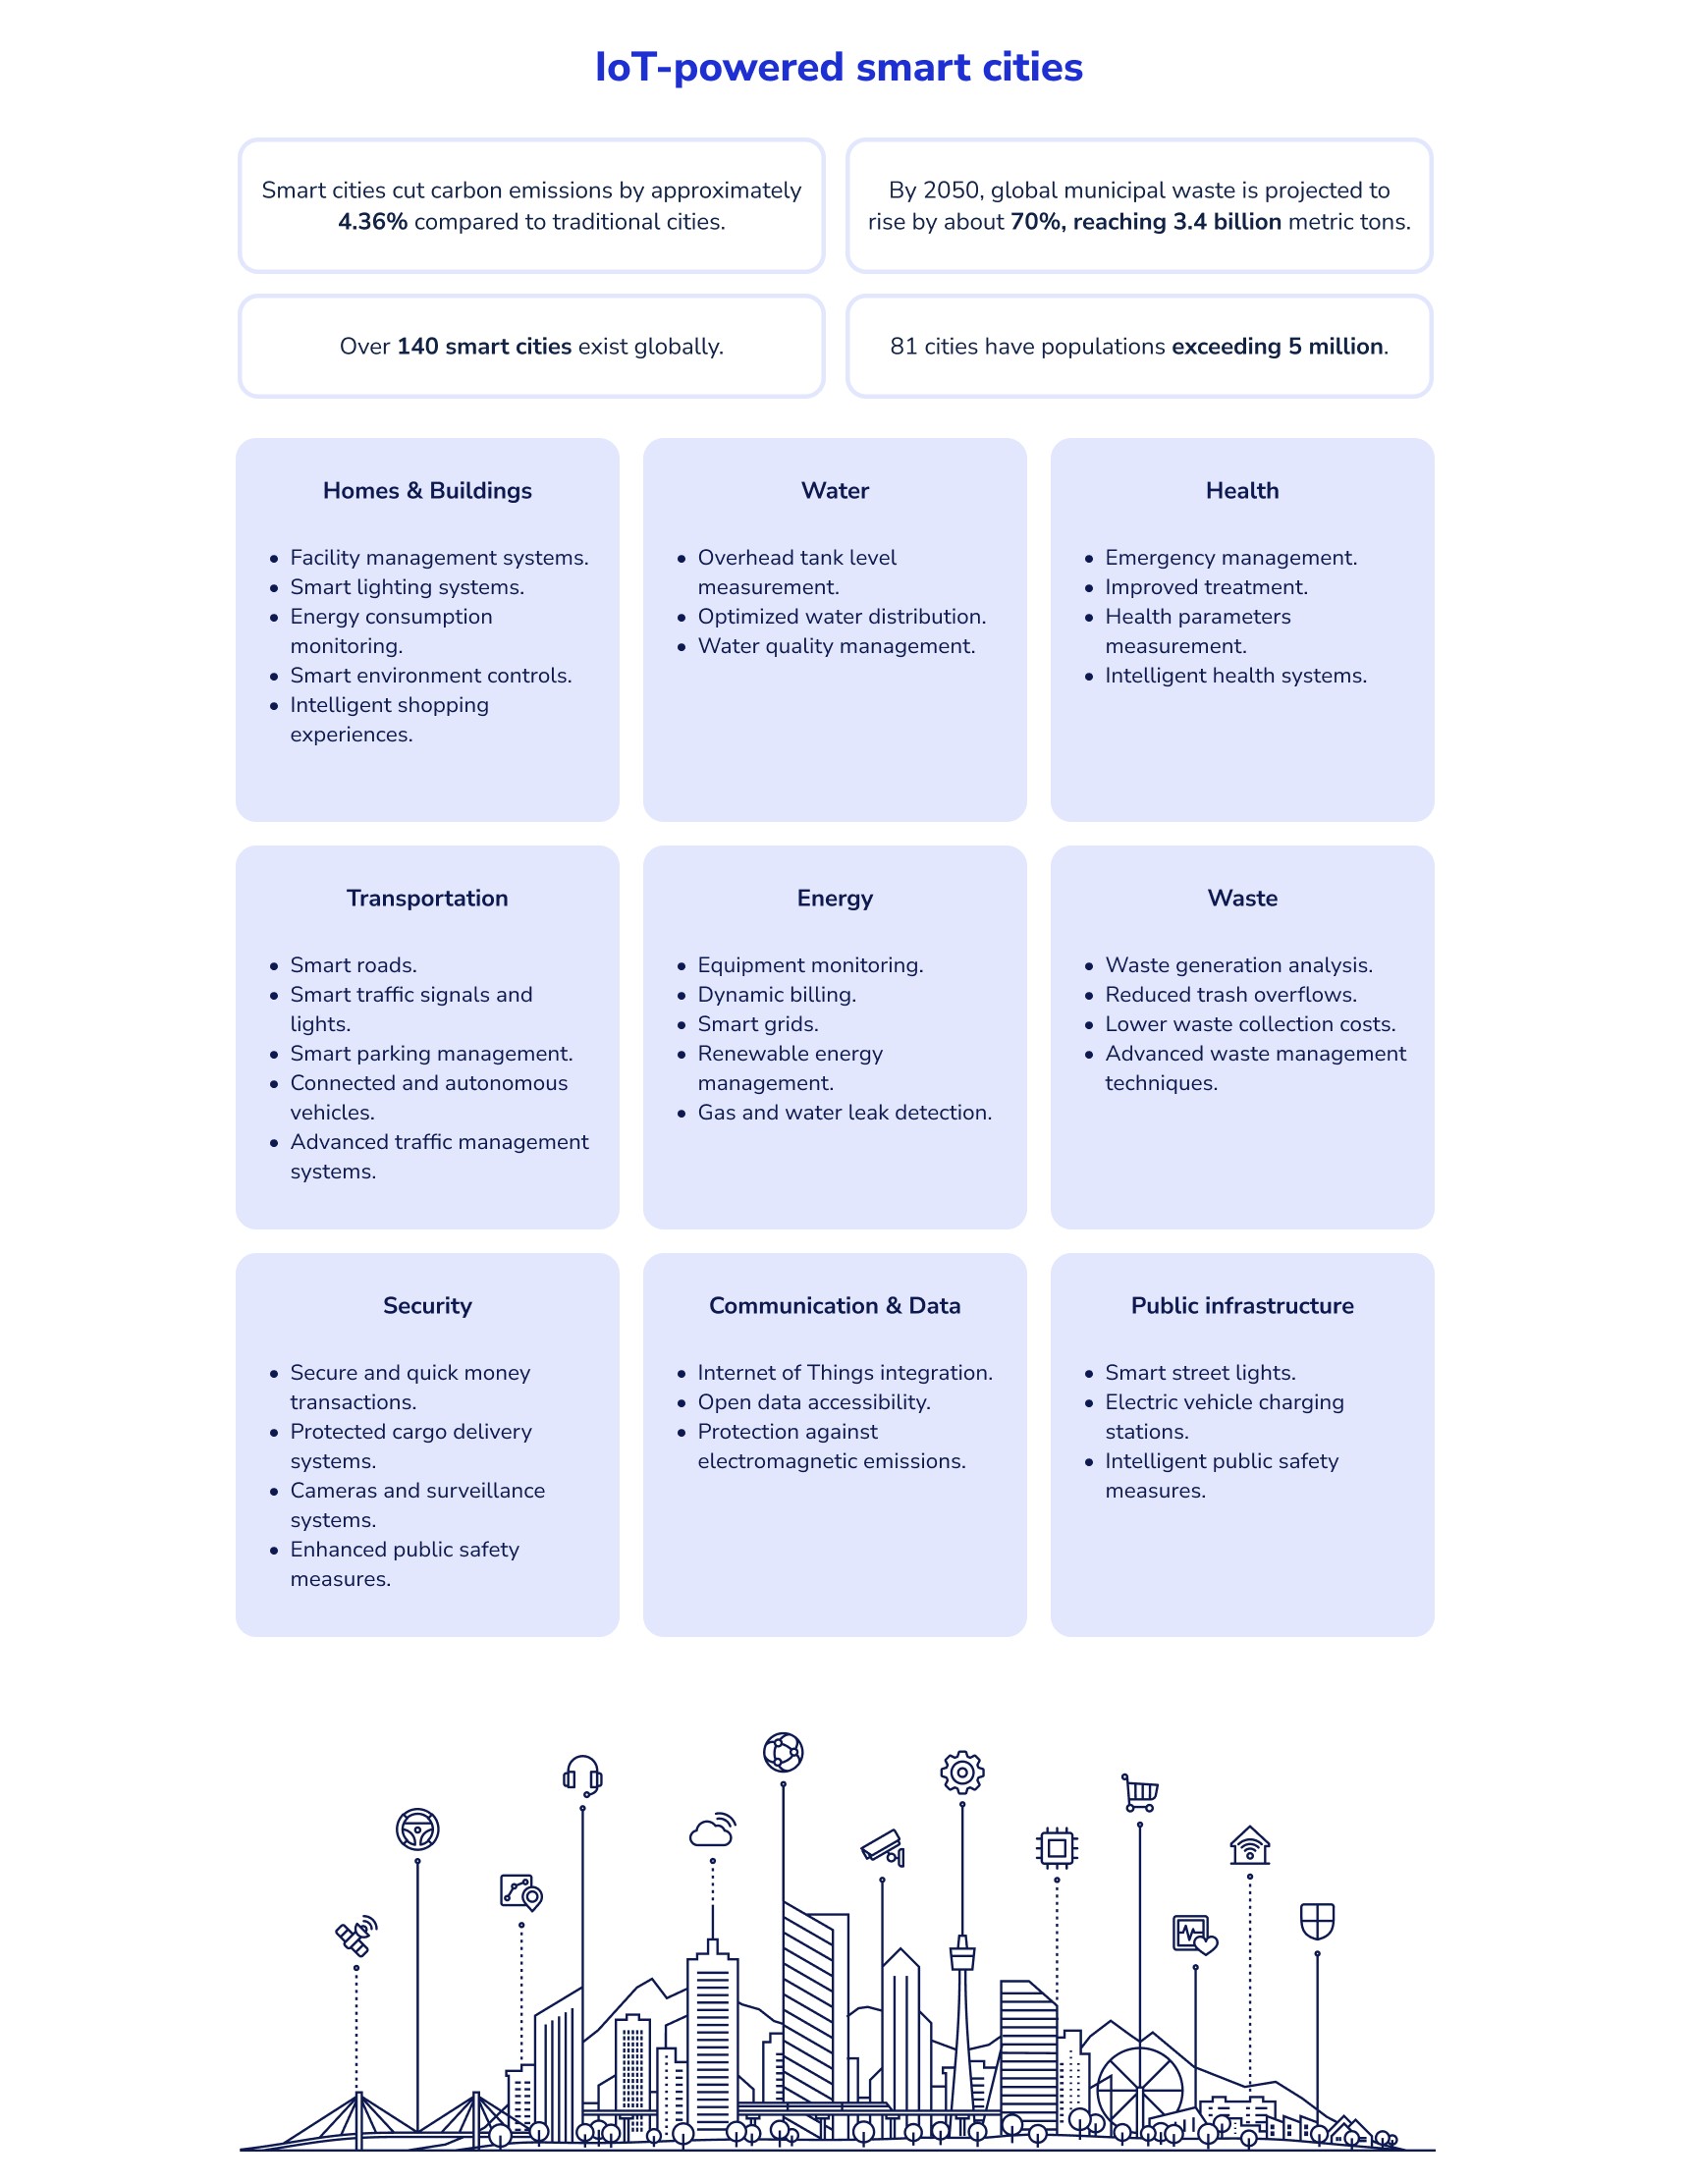 IoT-powered smart cities
Smart cities cut carbon emissions by approximately
4.36% compared to traditional cities.
By 2050, global municipal waste is projected to
rise by about 70%, reaching 3.4 billion metric tons.
Over 140 smart cities exist globally.
81 cities have populations exceeding 5 million.
Homes & Buildings
• Facility management systems.
• Smart lighting systems.
• Energy consumption
monitoring.
• Smart environment controls.
• Intelligent shopping
experiences.
Water
• Overhead tank level
measurement.
• Optimized water distribution.
• Water quality management.
Health
• Emergency management.
• Improved treatment.
• Health parameters
measurement.
• Intelligent health systems.
Transportation
• Smart roads.
• Smart traffic signals and
lights.
• Smart parking management.
• Connected and autonomous
vehicles.
• Advanced traffic management
systems.
Energy
• Equipment monitoring.
• Dynamic billing.
• Smart grids.
• Renewable energy
management.
• Gas and water leak detection.
Waste
• Waste generation analysis.
• Reduced trash overflows.
• Lower waste collection costs.
• Advanced waste management
techniques.
Security
• Secure and quick money
transactions.
• Protected cargo delivery
systems.
• Cameras and surveillance
systems.
• Enhanced public safety
measures.
Communication & Data
• Internet of Things integration.
• Open data accessibility.
• Protection against
electromagnetic emissions.
Public infrastructure
• Smart street lights.
• Electric vehicle charging
stations.
• Intelligent public safety
measures.